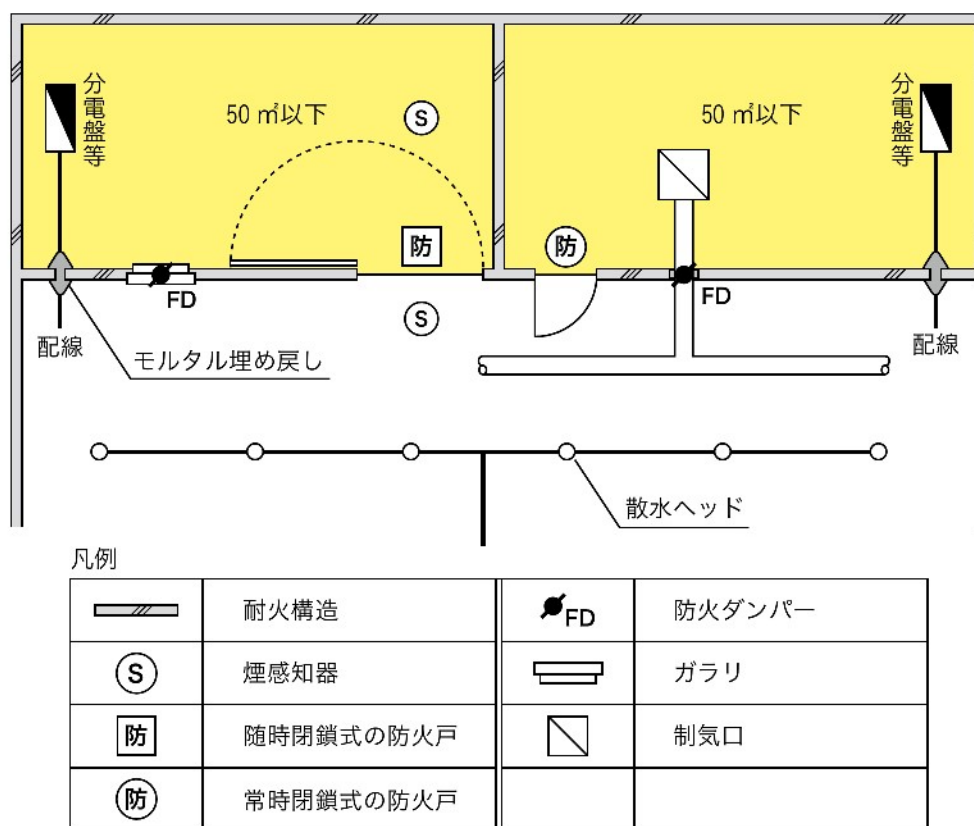 分電盤等
50 ㎡以下
S
50 ㎡以下
分電盤等
防
防
FD
FD
S
配線
配線
モルタル埋め戻し
散水ヘッド
凡例
耐火構造
FD
防火ダンパー
S
煙感知器
ガラリ
防
随時閉鎖式の防火戸
制気口
防
常時閉鎖式の防火戸